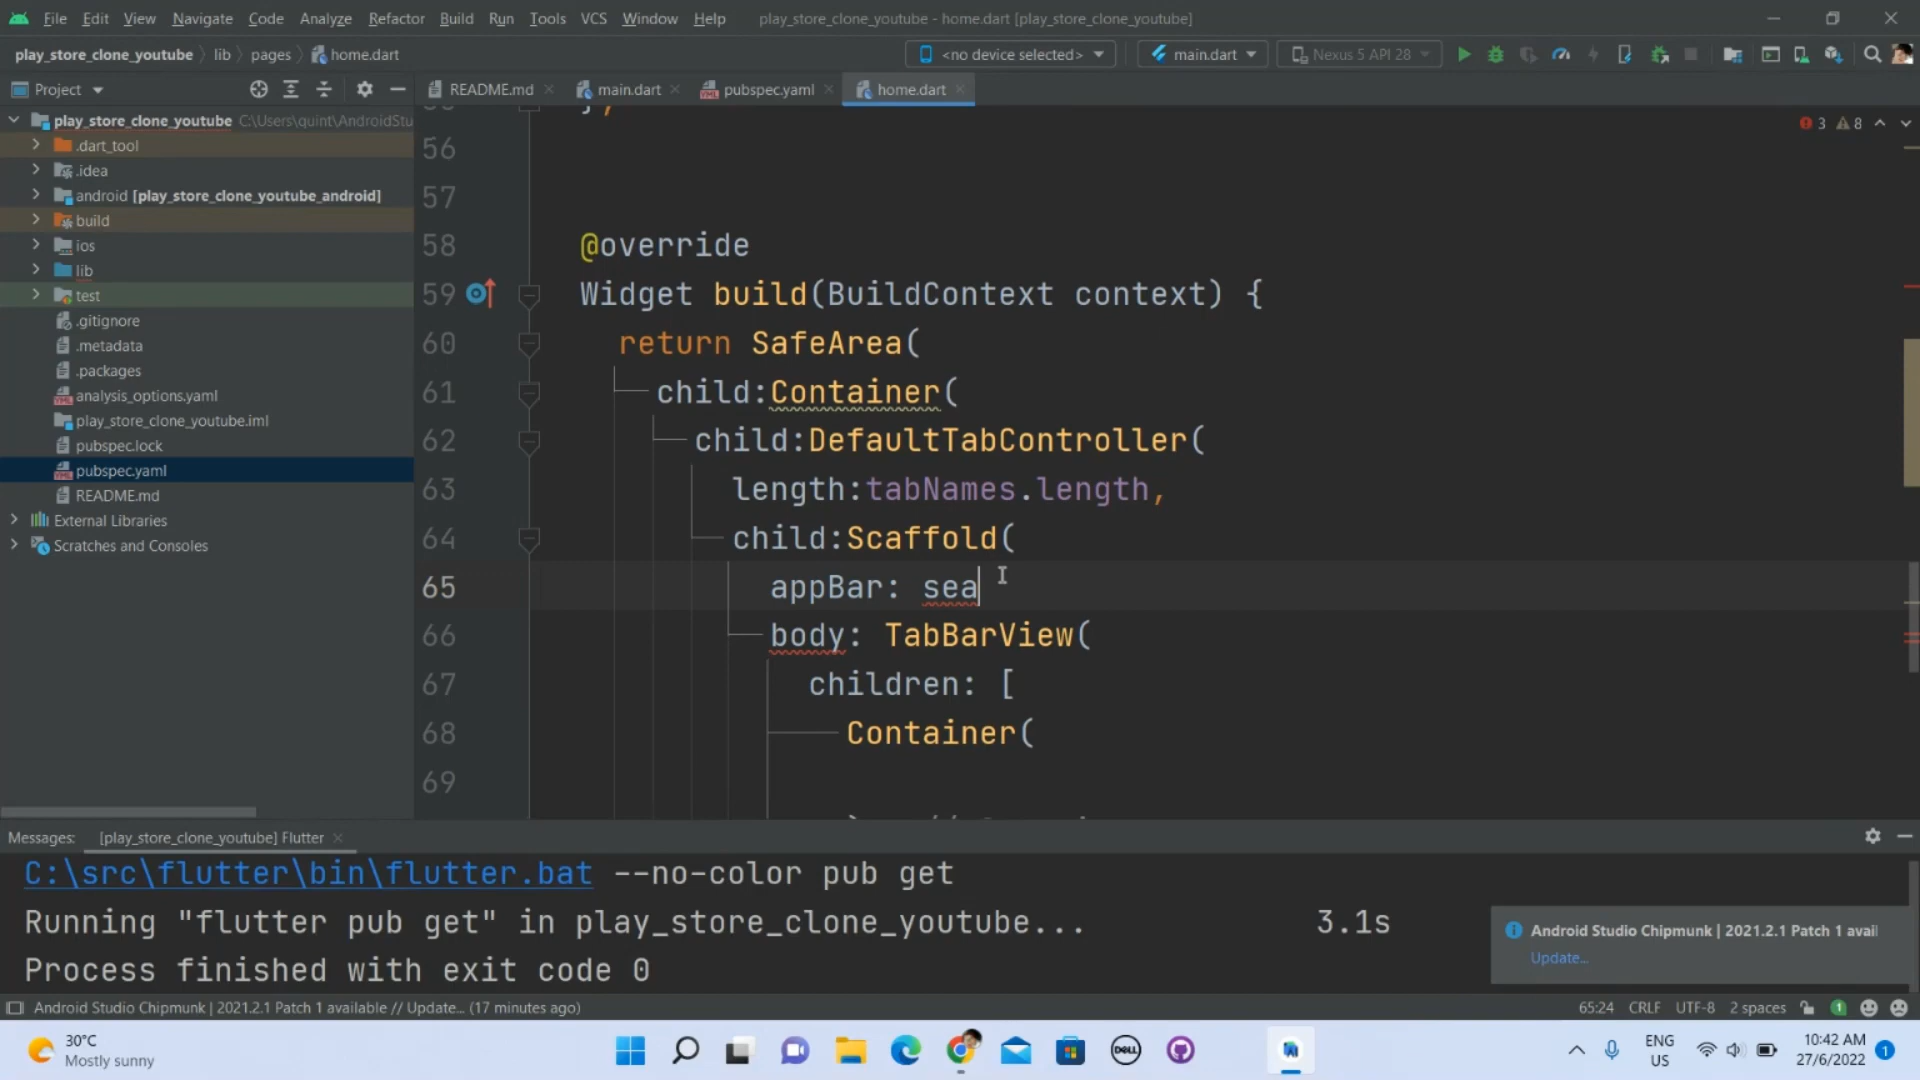 File Edit View Navigate Code Analyze Refactor Build Run Tools VCS Window Help play_store_clone_youtube - home.dart [play_store_clone_youtube]
play_store_clone_youtube lib pages home.dart <no device selected> main.dart Nexus 5 API 28
Project README.md main.dart pubspec.yaml home.dart
play_store_clone_youtube C:\Users\quint\AndroidStu
.dart_tool
.idea
android [play_store_clone_youtube_android]
build
ios
lib
test
.gitignore
.metadata
.packages
analysis_options.yaml
play_store_clone_youtube.iml
pubspec.lock
pubspec.yaml
README.md
External Libraries
Scratches and Consoles
3 8
56
57
58 @override
59 Widget build(BuildContext context) {
60 return SafeArea(
61 child:Container(
62 child:DefaultTabController(
63 length:tabNames.length,
64 child:Scaffold(
65 appBar: sea
66 body: TabBarView(
67 children: [
68 Container(
69
Messages: [play_store_clone_youtube] Flutter
C:\src\flutter\bin\flutter.bat --no-color pub get
Running "flutter pub get" in play_store_clone_youtube... 3.1s
Process finished with exit code 0
Android Studio Chipmunk | 2021.2.1 Patch 1 avail
Update...
Android Studio Chipmunk | 2021.2.1 Patch 1 available // Update... (17 minutes ago) 65:24 CRLF UTF-8 2 spaces 1
30°C
Mostly sunny
DELL
ENG
US
10:42 AM
27/6/2022
1